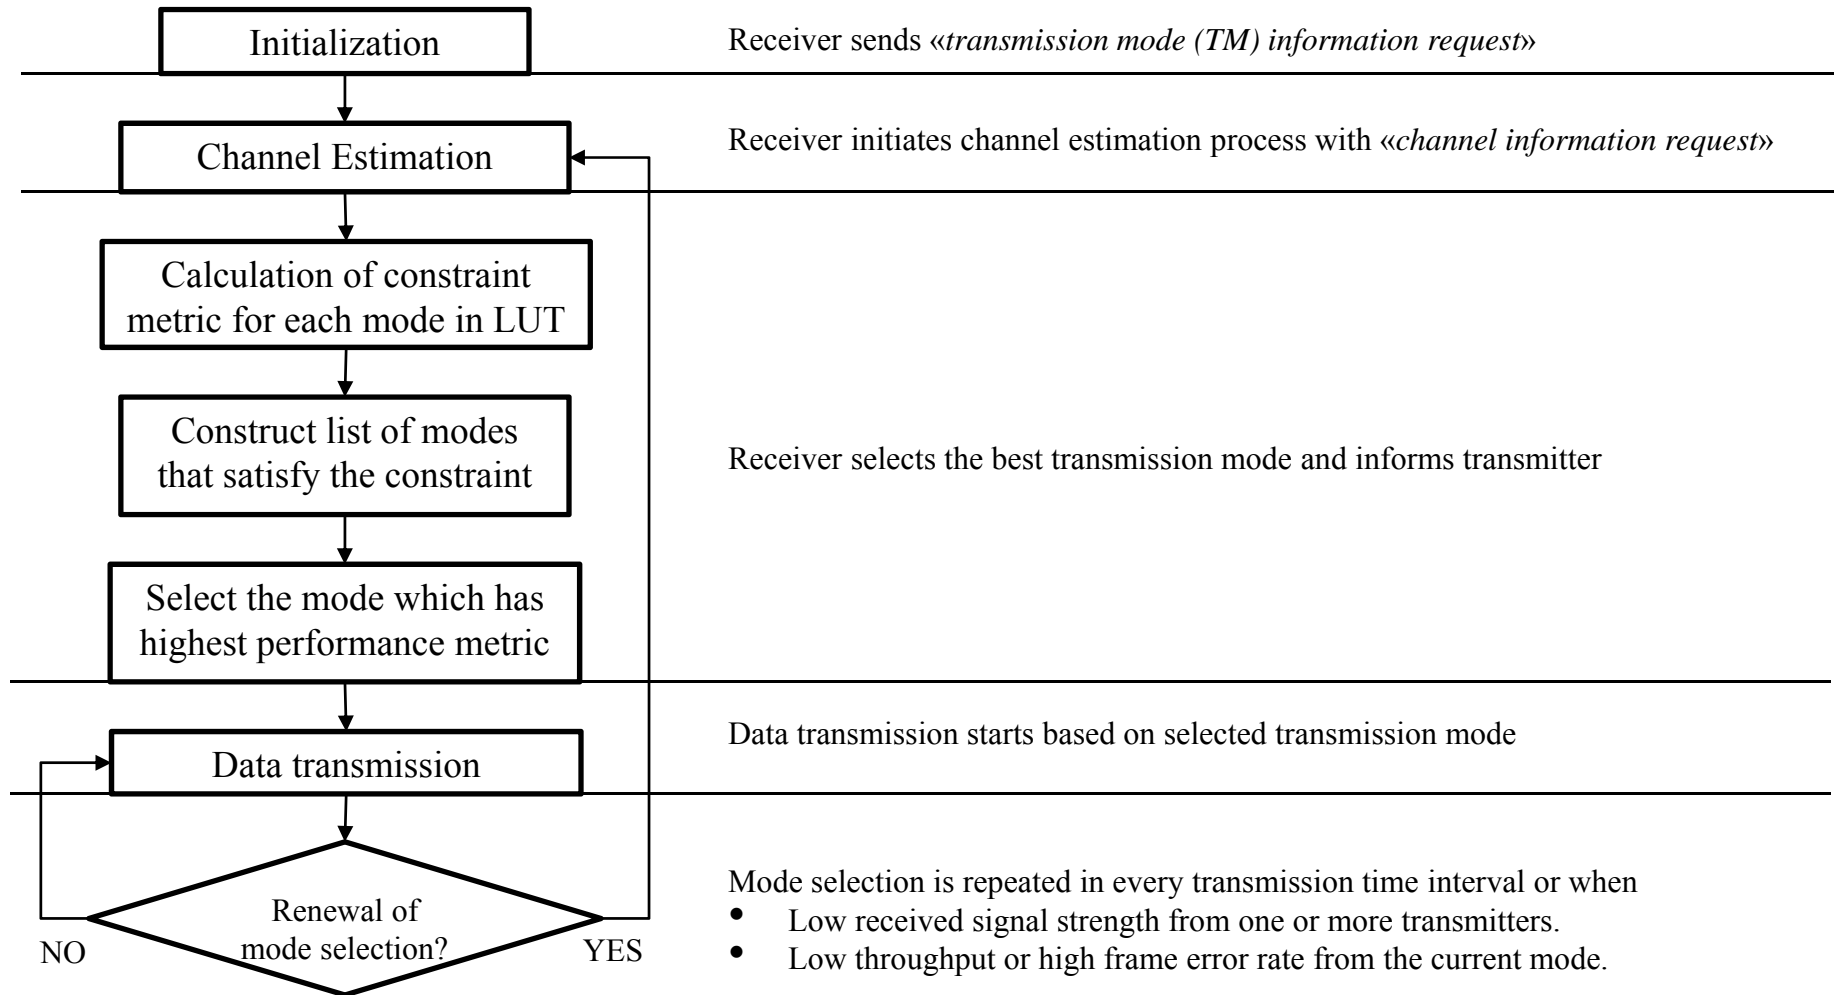 Initialization
Receiver sends «transmission mode (TM) information request»
Channel Estimation
Receiver initiates channel estimation process with «channel information request»
Calculation of constraint
metric for each mode in LUT
Construct list of modes
that satisfy the constraint
Receiver selects the best transmission mode and informs transmitter
Select the mode which has
highest performance metric
Data transmission
Data transmission starts based on selected transmission mode
Renewal of
mode selection?
NO
YES
Mode selection is repeated in every transmission time interval or when
• Low received signal strength from one or more transmitters.
• Low throughput or high frame error rate from the current mode.